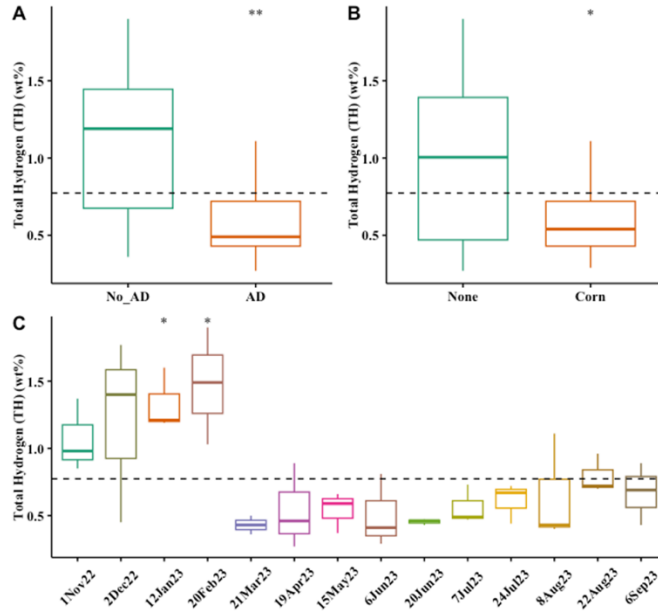 A
**
Total Hydrogen (TH) (wt%)
1.5
1.0
0.5
No_AD
AD
B
*
Total Hydrogen (TH) (wt%)
1.5
1.0
0.5
None
Corn
C
* *
Total Hydrogen (TH) (wt%)
1.5
1.0
0.5
1Nov22
2Dec22
12Jan23
20Feb23
21Mar23
19Apr23
15May23
6Jun23
20Jun23
7Jul23
24Jul23
8Aug23
22Aug23
6Sep23